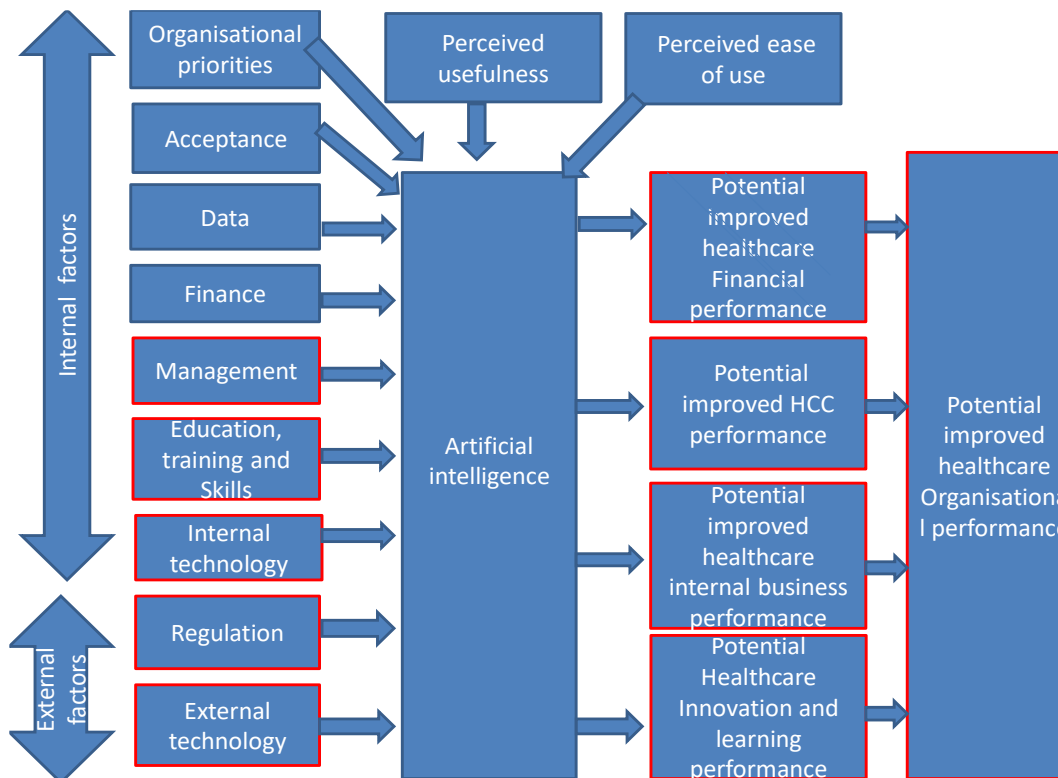 Organisational
priorities
Perceived
usefulness
Perceived ease
of use
Acceptance
Data
Finance
Management
Education,
training and
Skills
Internal
technology
Regulation
External
technology
Internal factors
External
factors
Artificial
intelligence
Potential
improved
healthcare
Financial
performance
Potential
improved HCC
performance
Potential
improved
healthcare
internal business
performance
Potential
Healthcare
Innovation and
learning
performance
Potential
improved
healthcare
Organisationa
l performance